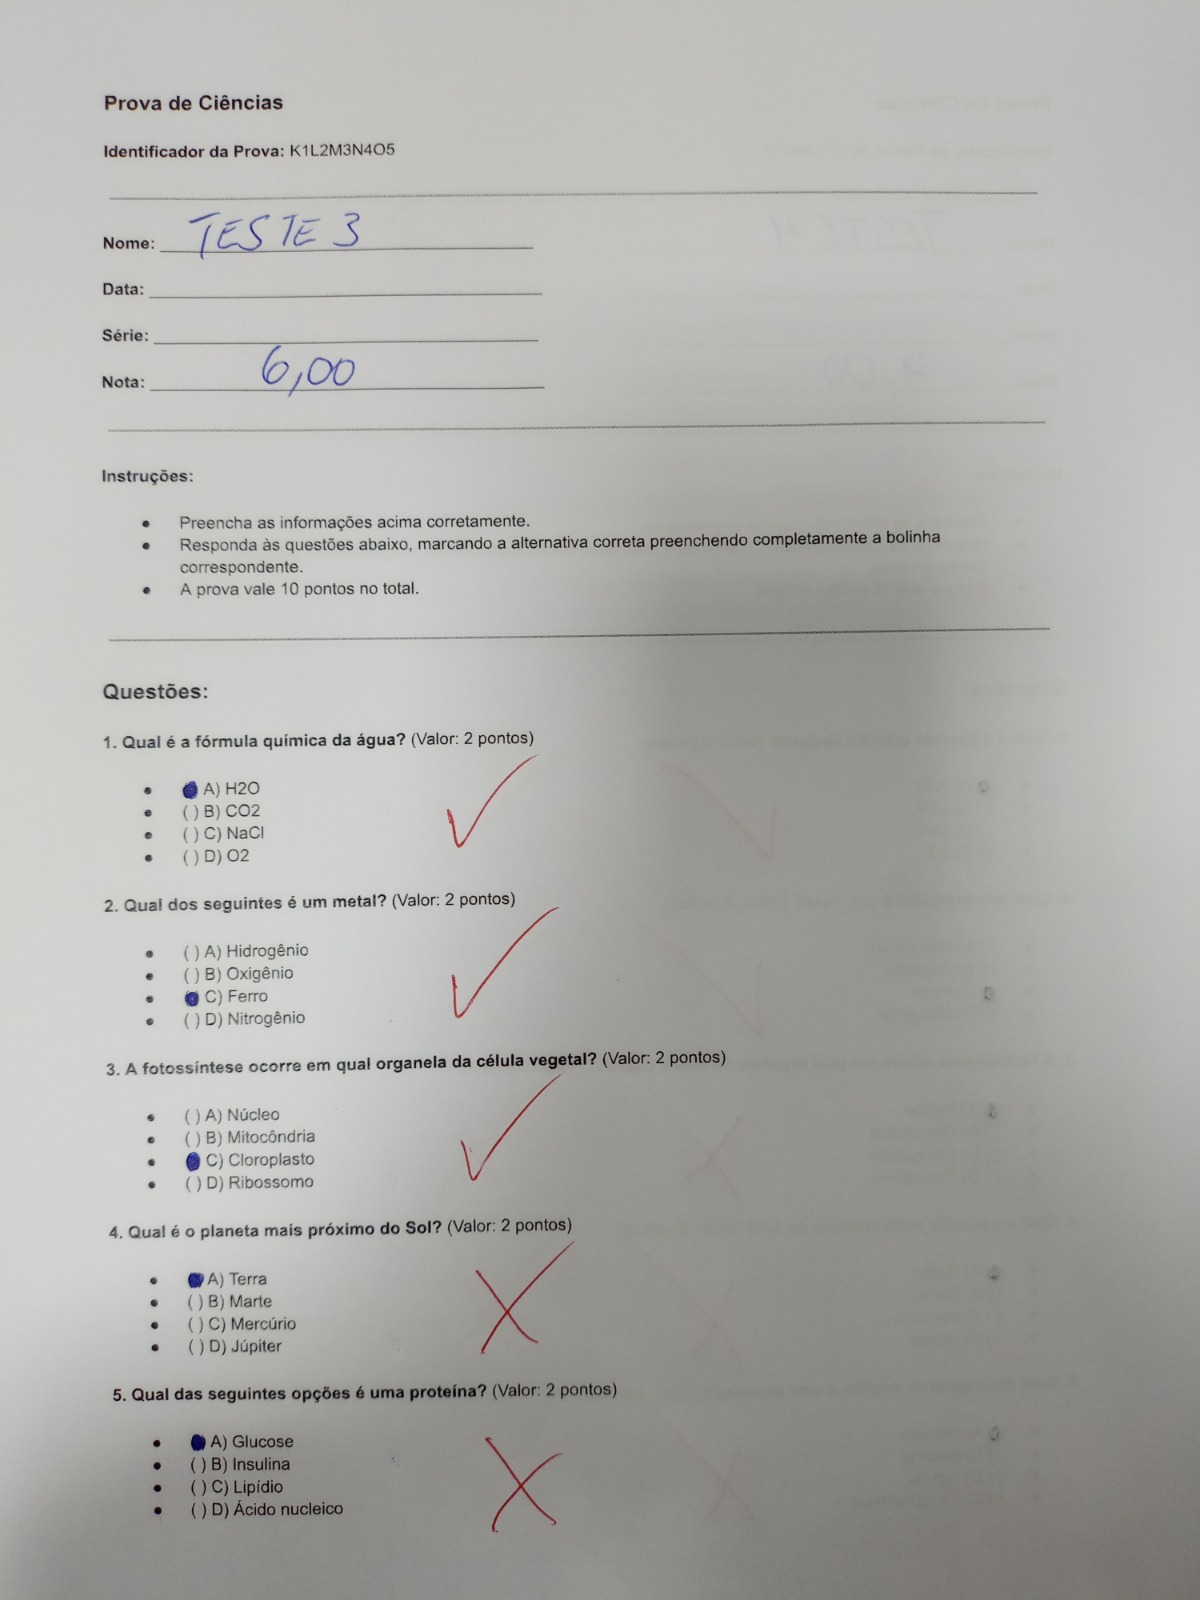 Prova de Ciências
Identificador da Prova: K1L2M3N4O5
Nome: TESTE 3
Data:
Série:
Nota: 6,00
Instruções:
• Preencha as informações acima corretamente.
• Responda às questões abaixo, marcando a alternativa correta preenchendo completamente a bolinha
correspondente.
• A prova vale 10 pontos no total.
Questões:
1. Qual é a fórmula química da água? (Valor: 2 pontos)
• A) H2O
• ( ) B) CO2
• ( ) C) NaCl
• ( ) D) O2
2. Qual dos seguintes é um metal? (Valor: 2 pontos)
• ( ) A) Hidrogênio
• ( ) B) Oxigênio
• C) Ferro
• ( ) D) Nitrogênio
3. A fotossíntese ocorre em qual organela da célula vegetal? (Valor: 2 pontos)
• ( ) A) Núcleo
• ( ) B) Mitocôndria
• C) Cloroplasto
• ( ) D) Ribossomo
4. Qual é o planeta mais próximo do Sol? (Valor: 2 pontos)
• A) Terra
• ( ) B) Marte
• ( ) C) Mercúrio
• ( ) D) Júpiter
5. Qual das seguintes opções é uma proteína? (Valor: 2 pontos)
• A) Glucose
• ( ) B) Insulina
• ( ) C) Lipídio
• ( ) D) Ácido nucleico